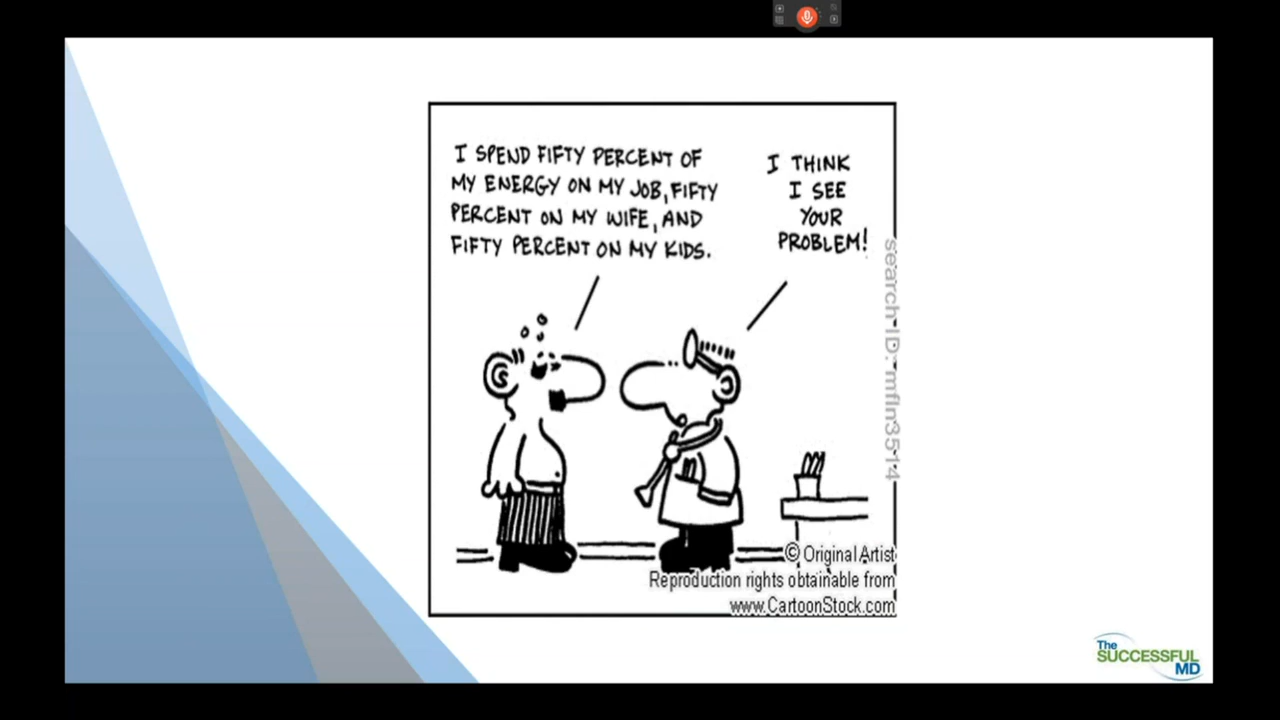 I SPEND FIFTY PERCENT OF
MY ENERGY ON MY JOB, FIFTY
PERCENT ON MY WIFE, AND
FIFTY PERCENT ON MY KIDS.
I THINK
I SEE
YOUR
PROBLEM!
search ID: mfln3514
© Original Artist
Reproduction rights obtainable from
www.CartoonStock.com
The
SUCCESSFUL
MD